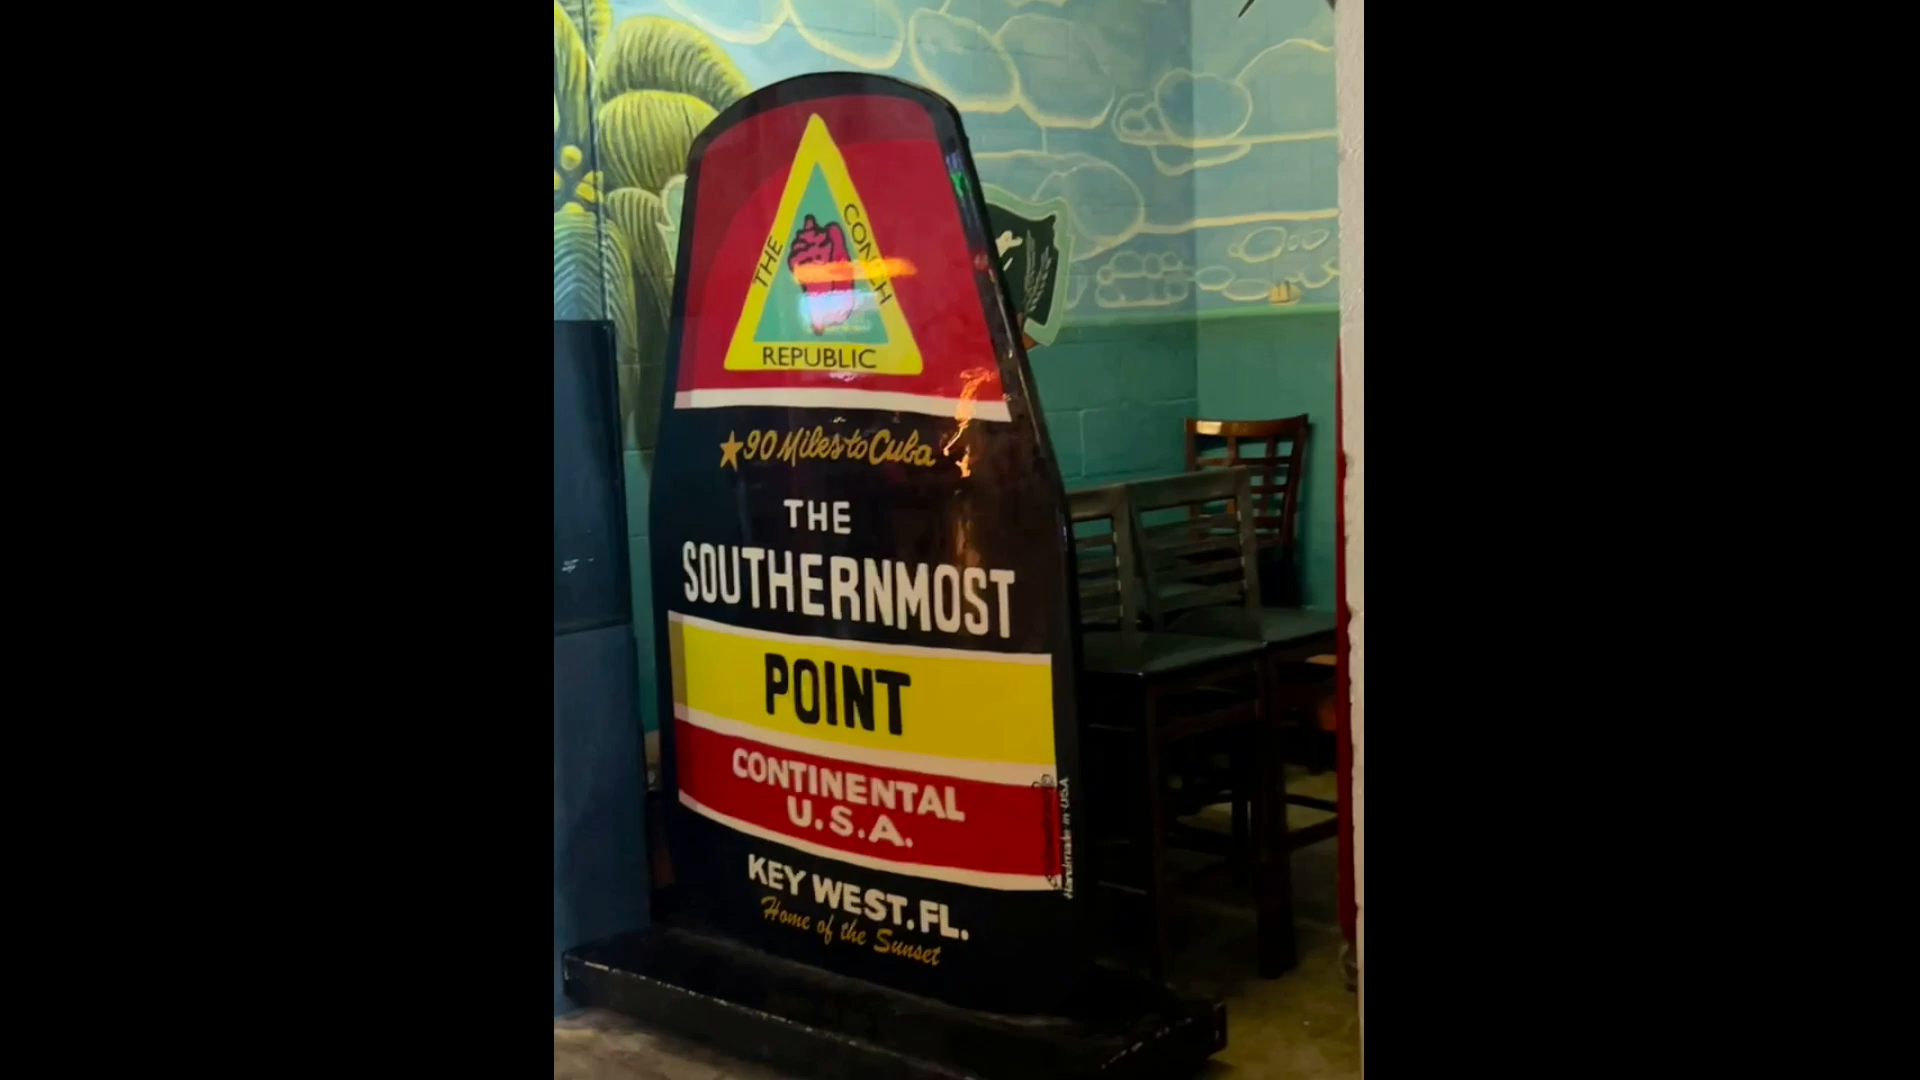 THE CONCH
REPUBLIC
90 Miles to Cuba
THE
SOUTHERNMOST
POINT
CONTINENTAL
U.S.A.
KEY WEST, FL.
Home of the Sunset
Handmade in USA